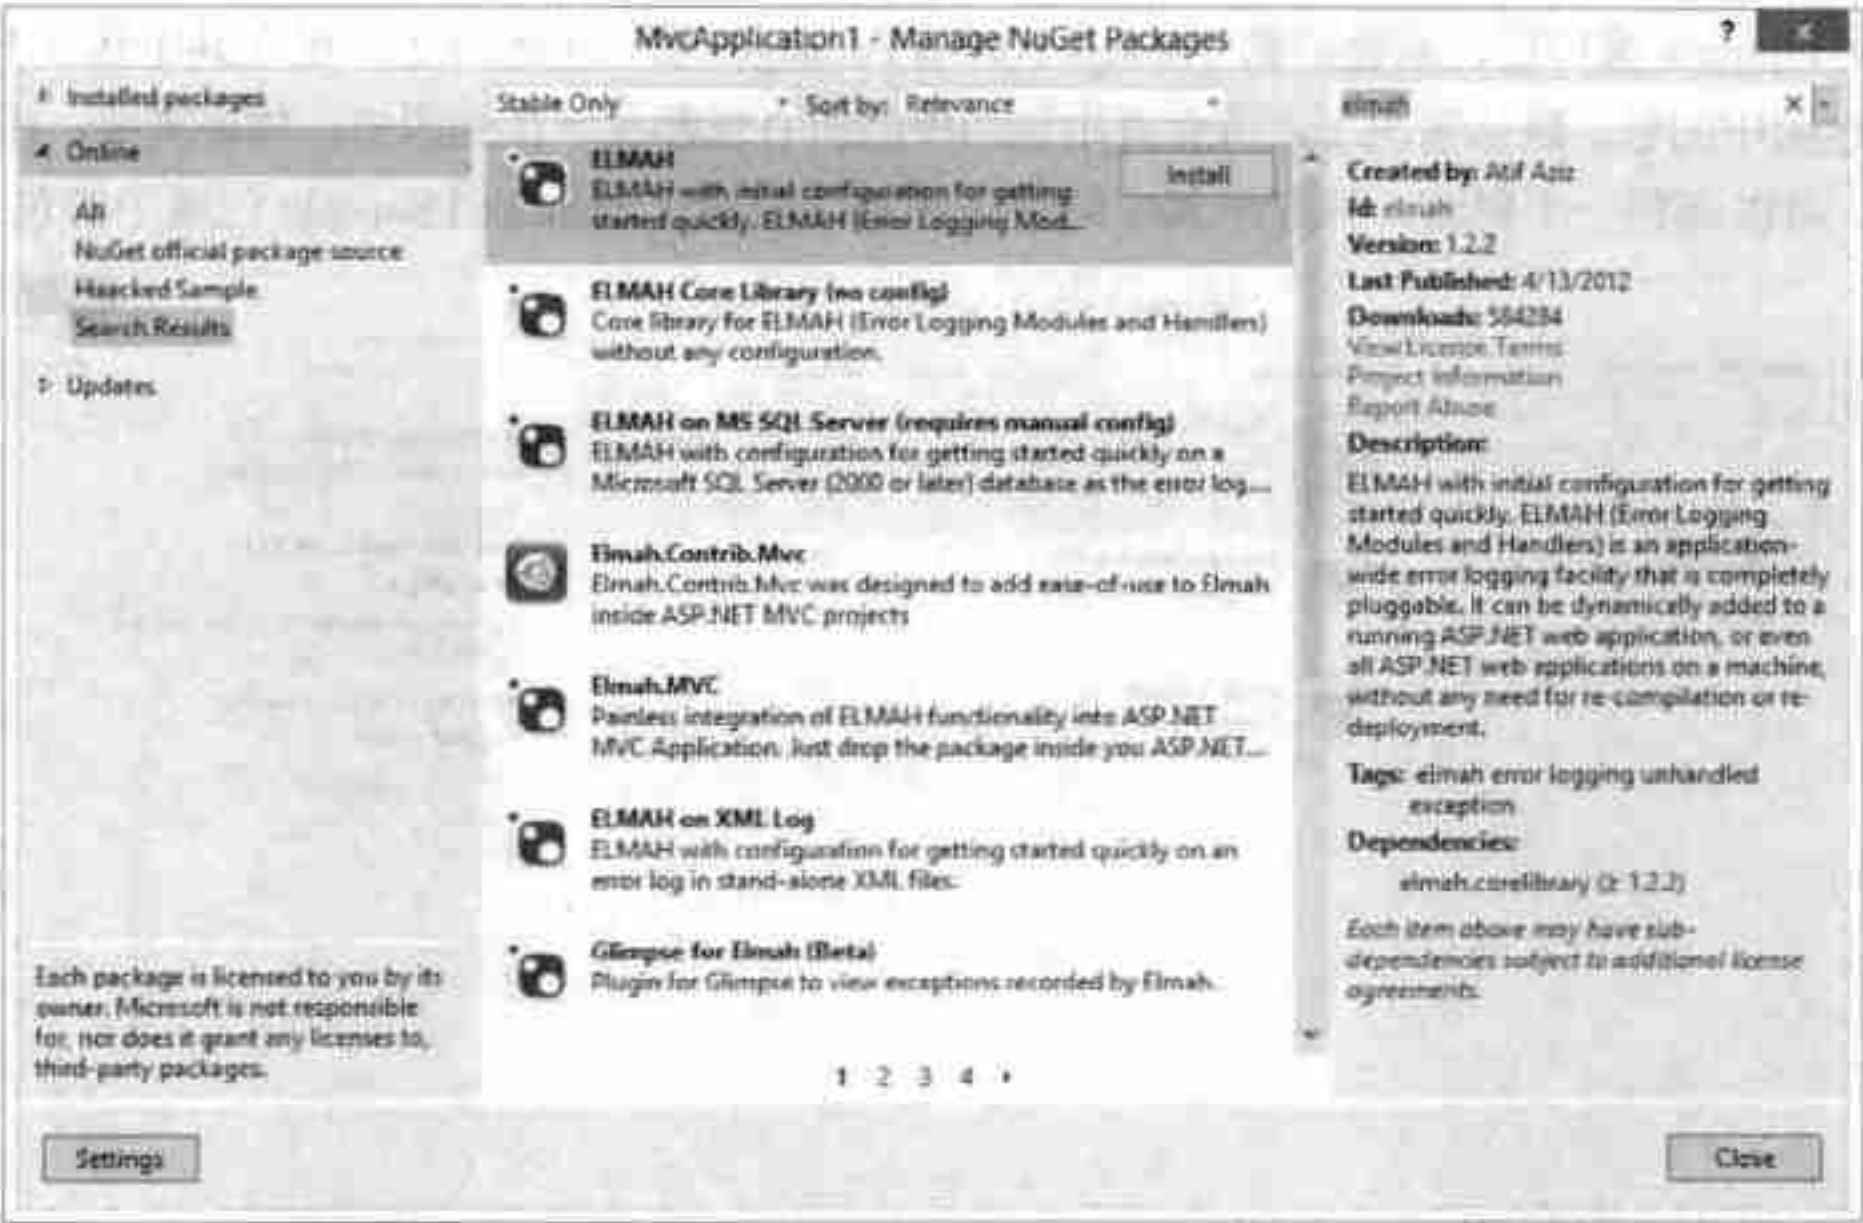 MvcApplication1 - Manage NuGet Packages
?
x
Installed packages
Online
All
NuGet official package source
Haacked Sample
Search Results
Updates
Each package is licensed to you by its
owner. Microsoft is not responsible
for, nor does it grant any licenses to,
third-party packages.
Settings
Stable Only
Sort by: Relevance
ELMAH
ELMAH with initial configuration for getting
started quickly. ELMAH (Error Logging Mod...
Install
ELMAH Core Library (no config)
Core library for ELMAH (Error Logging Modules and Handlers)
without any configuration.
ELMAH on MS SQL Server (requires manual config)
ELMAH with configuration for getting started quickly on a
Microsoft SQL Server (2000 or later) database as the error log....
Elmah.Contrib.Mvc
Elmah.Contrib.Mvc was designed to add ease-of-use to Elmah
inside ASP.NET MVC projects
Elmah.MVC
Painless integration of ELMAH functionality into ASP.NET
MVC Application. Just drop the package inside you ASP.NET...
ELMAH on XML Log
ELMAH with configuration for getting started quickly on an
error log in stand-alone XML files.
Glimpse for Elmah (Beta)
Plugin for Glimpse to view exceptions recorded by Elmah.
1 2 3 4
elmah
Created by: Atif Aziz
Id: elmah
Version: 1.2.2
Last Published: 4/13/2012
Downloads: 584284
View License Terms
Project Information
Report Abuse
Description:
ELMAH with initial configuration for getting
started quickly. ELMAH (Error Logging
Modules and Handlers) is an application-
wide error logging facility that is completely
pluggable. It can be dynamically added to a
running ASP.NET web application, or even
all ASP.NET web applications on a machine,
without any need for re-compilation or re-
deployment.
Tags: elmah error logging unhandled
exception
Dependencies:
elmah.corelibrary (≥ 1.2.2)
Each item above may have sub-
dependencies subject to additional license
agreements.
Close